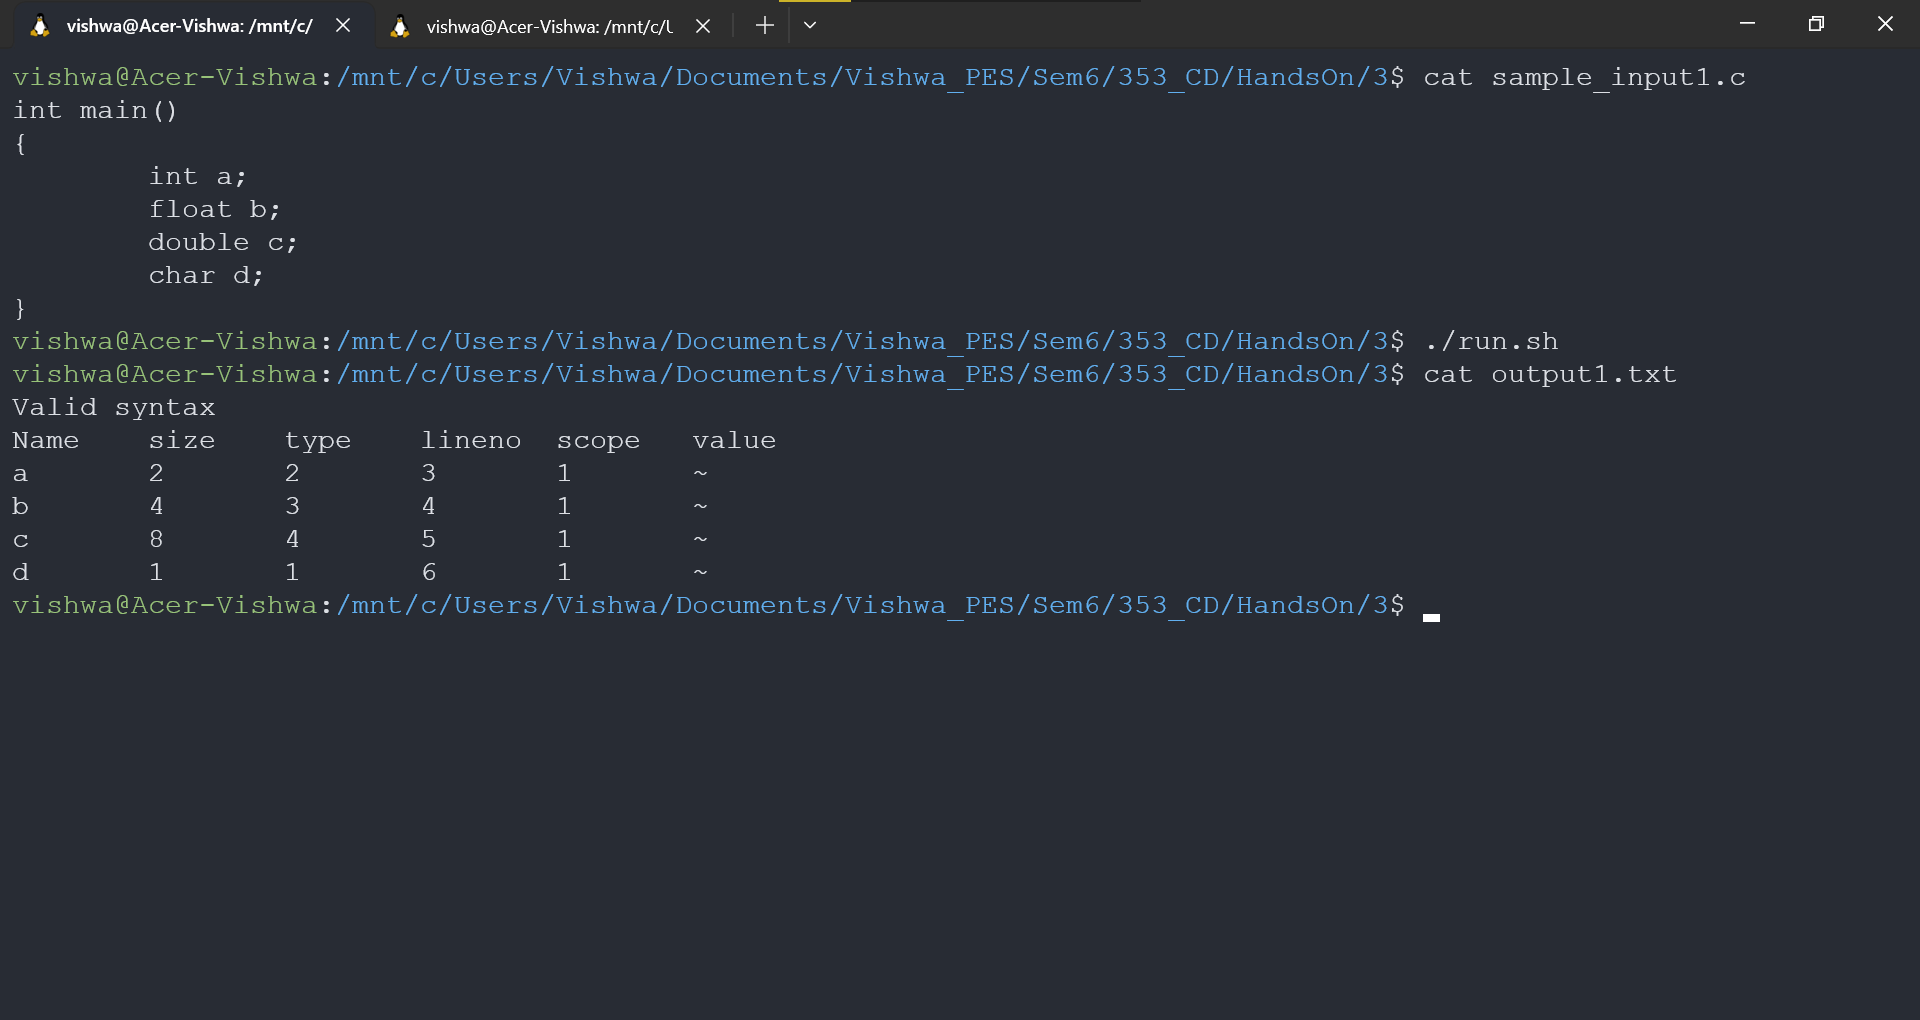 vishwa@Acer-Vishwa: /mnt/c/
vishwa@Acer-Vishwa: /mnt/c/U
vishwa@Acer-Vishwa:/mnt/c/Users/Vishwa/Documents/Vishwa_PES/Sem6/353_CD/HandsOn/3$ cat sample_input1.c
int main()
{
        int a;
        float b;
        double c;
        char d;
}
vishwa@Acer-Vishwa:/mnt/c/Users/Vishwa/Documents/Vishwa_PES/Sem6/353_CD/HandsOn/3$ ./run.sh
vishwa@Acer-Vishwa:/mnt/c/Users/Vishwa/Documents/Vishwa_PES/Sem6/353_CD/HandsOn/3$ cat output1.txt
Valid syntax
Name    size    type    lineno  scope   value
a       2       2       3       1       ~
b       4       3       4       1       ~
c       8       4       5       1       ~
d       1       1       6       1       ~
vishwa@Acer-Vishwa:/mnt/c/Users/Vishwa/Documents/Vishwa_PES/Sem6/353_CD/HandsOn/3$